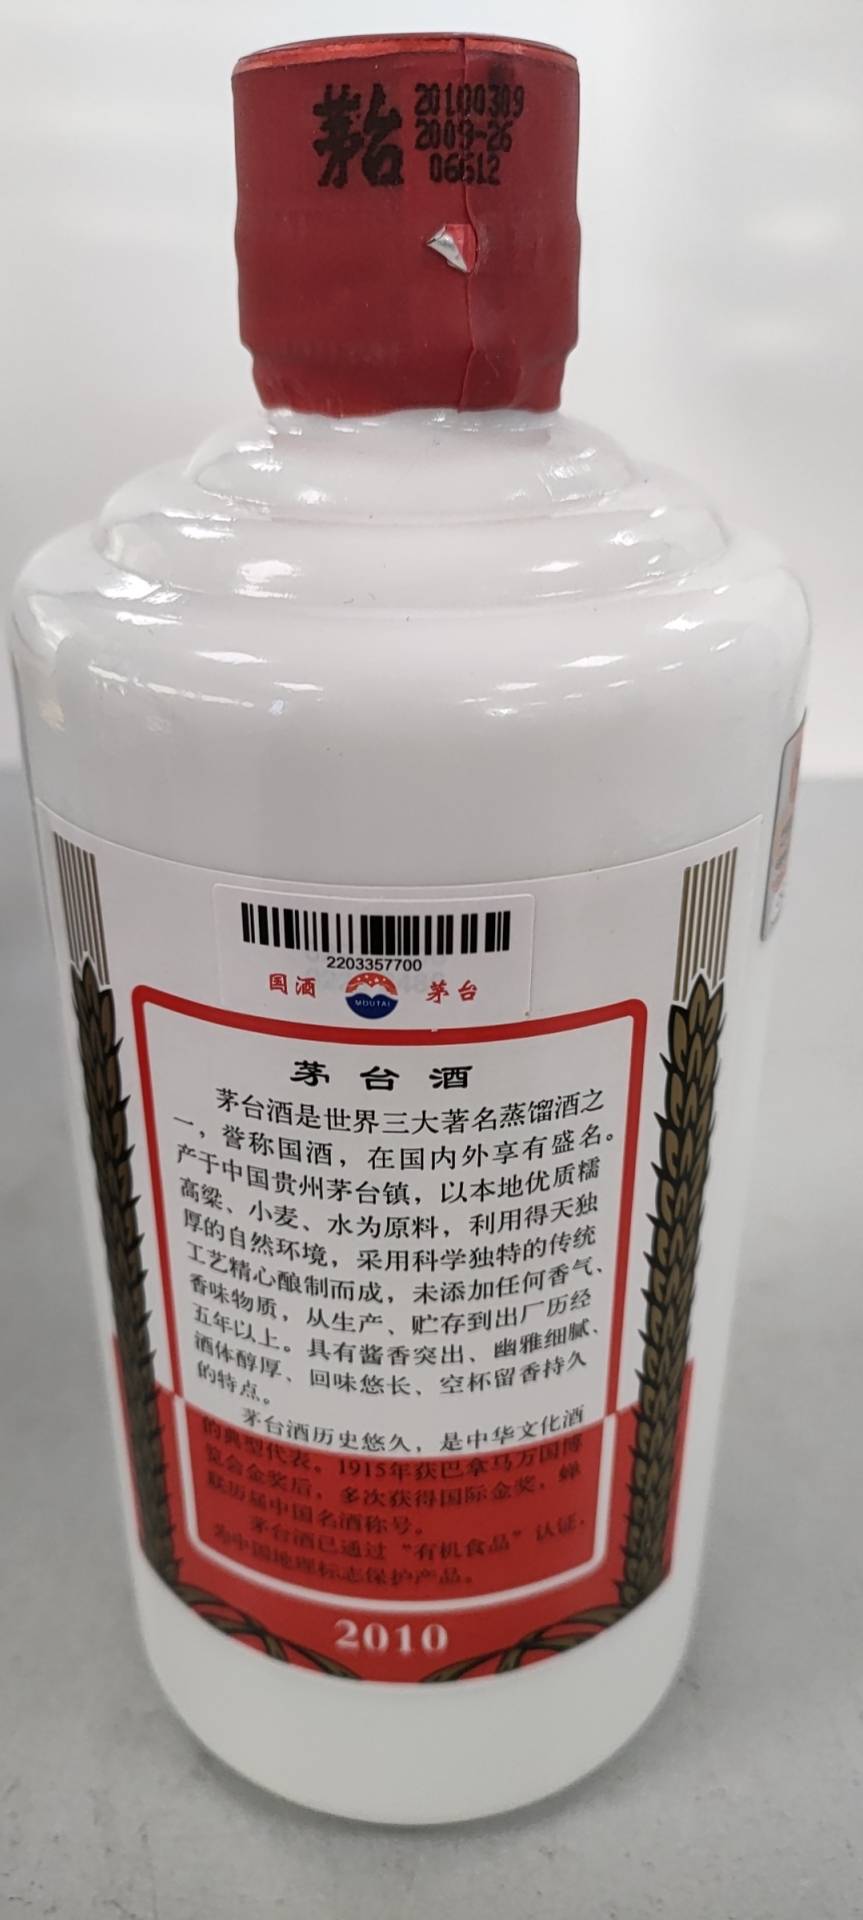 茅台
20100309
2009-26
06612
2203357700
国酒 MOUTAI 茅台
茅台酒
茅台酒是世界三大著名蒸馏酒之
一，誉称国酒，在国内外享有盛名。
产于中国贵州茅台镇，以本地优质糯
高粱、小麦、水为原料，利用得天独
厚的自然环境，采用科学独特的传统
工艺精心酿制而成，未添加任何香气、
香味物质，从生产、贮存到出厂历经
五年以上。具有酱香突出、幽雅细腻、
酒体醇厚、回味悠长、空杯留香持久
的特点。
茅台酒历史悠久，是中华文化酒
的典型代表。1915年获巴拿马万国博
览会金奖后，多次获得国际金奖，蝉
联历届中国名酒称号。
茅台酒已通过“有机食品”认证，
为中国地理标志保护产品。
2010